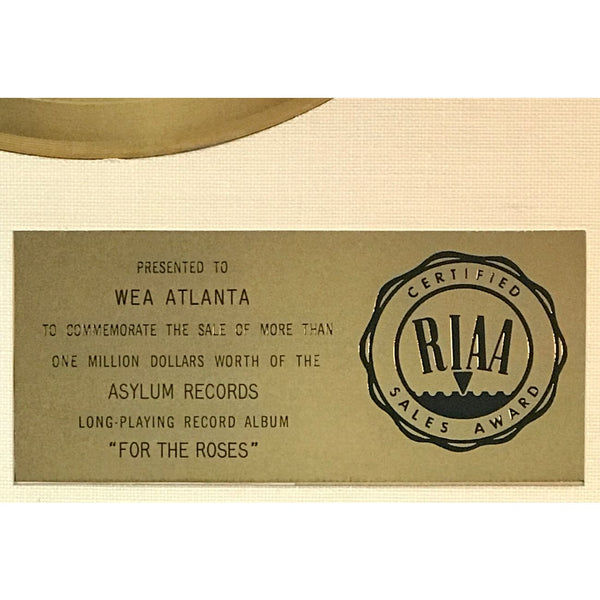 PRESENTED TO
WEA ATLANTA
TO COMMEMORATE THE SALE OF MORE THAN
ONE MILLION DOLLARS WORTH OF THE
ASYLUM RECORDS
LONG-PLAYING RECORD ALBUM
"FOR THE ROSES"
CERTIFIED
RIAA
SALES AWARD